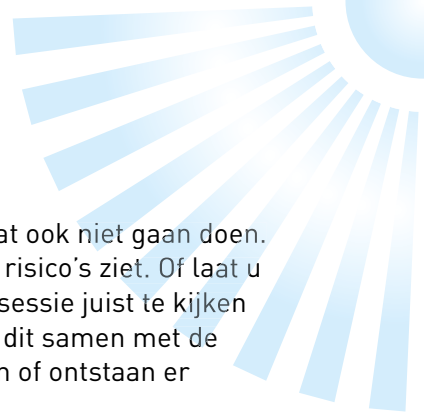 at ook niet gaan doen.
risico's ziet. Of laat u
sessie juist te kijken
dit samen met de
n of ontstaan er